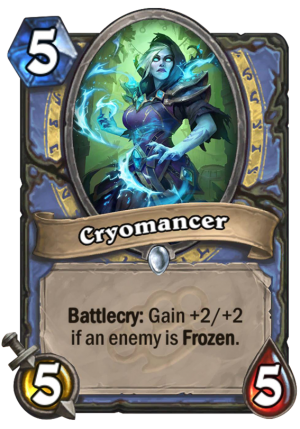 5
Cryomancer
Battlecry: Gain +2/+2
if an enemy is Frozen.
5
5